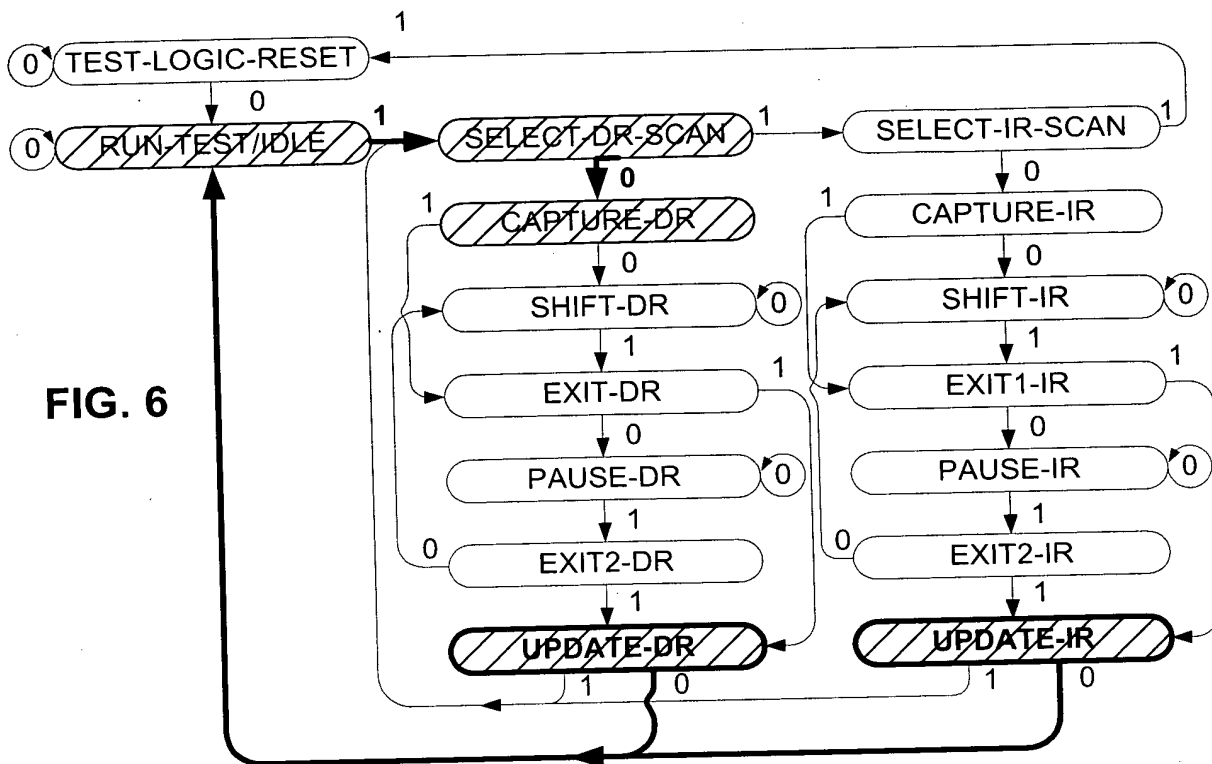 1
0 TEST-LOGIC-RESET
0
0 RUN-TEST/IDLE 1 SELECT-DR-SCAN 1 SELECT-IR-SCAN 1
0 0
1 CAPTURE-DR 1 CAPTURE-IR
0 0
SHIFT-DR 0 SHIFT-IR 0
1 1
EXIT-DR 1 EXIT1-IR 1
FIG. 6
0 0
PAUSE-DR 0 PAUSE-IR 0
1 1
0 EXIT2-DR 0 EXIT2-IR
1 1
UPDATE-DR UPDATE-IR
1 0 1 0